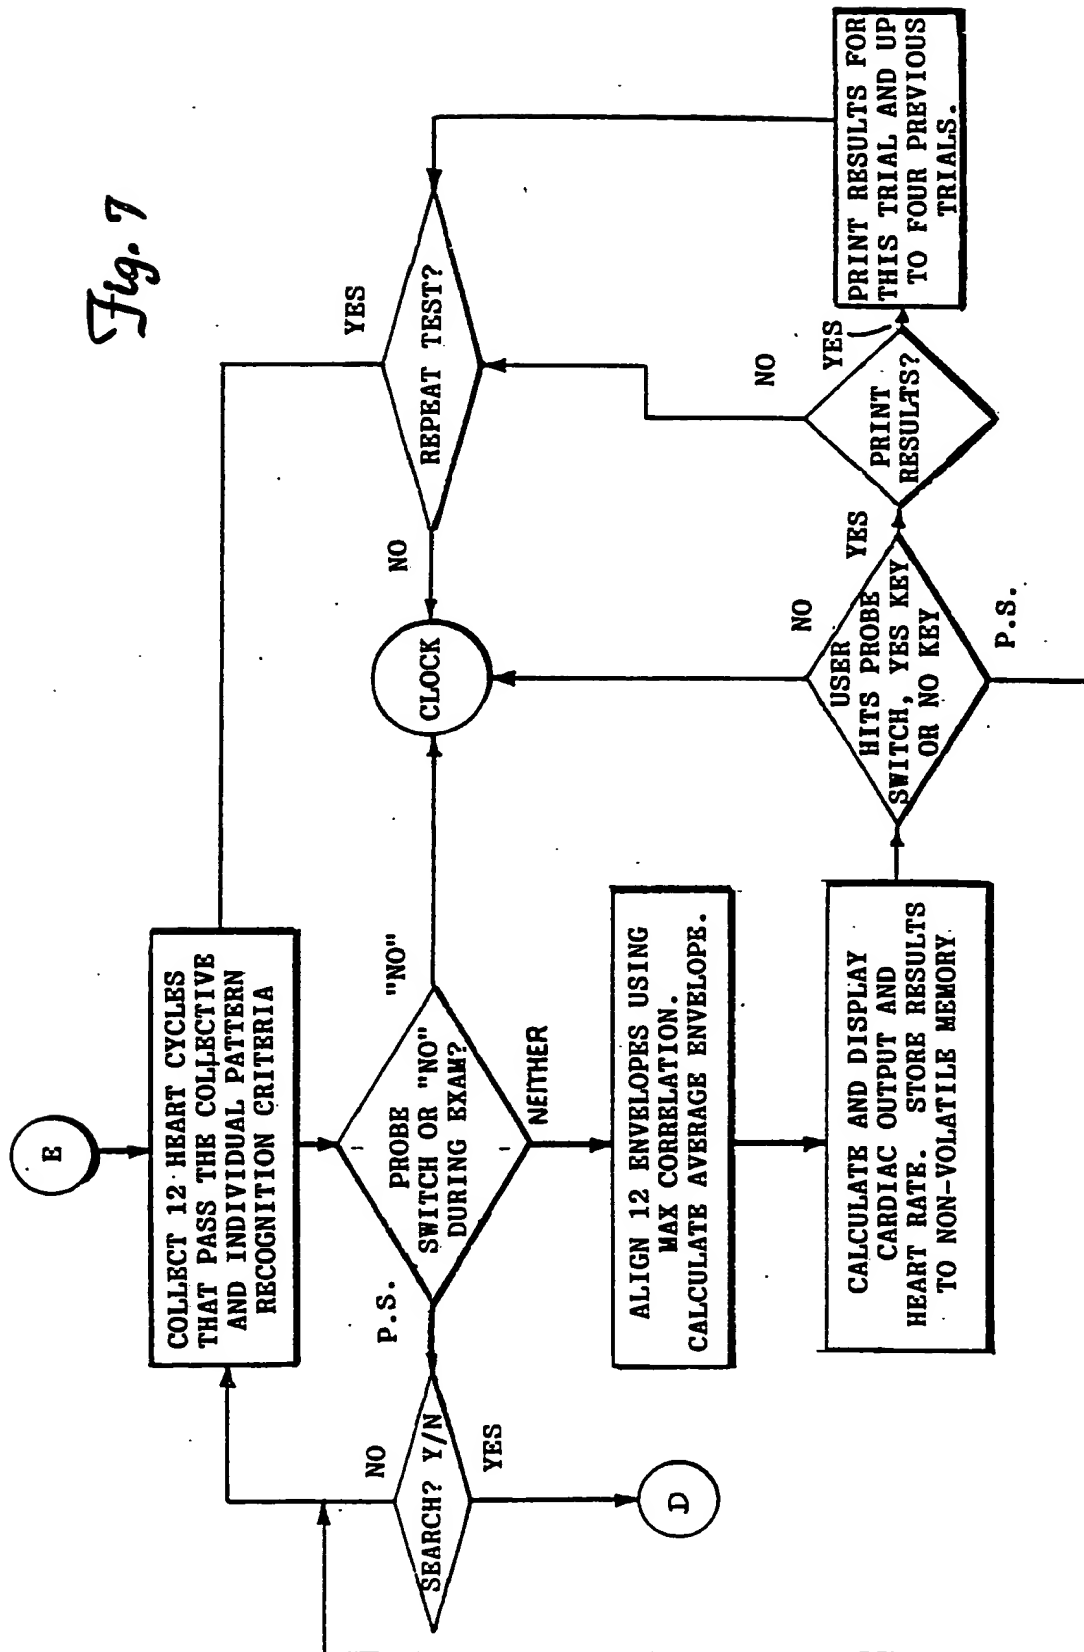 Fig. 7
E
COLLECT 12 HEART CYCLES
THAT PASS THE COLLECTIVE
AND INDIVIDUAL PATTERN
RECOGNITION CRITERIA
YES
REPEAT TEST?
NO
CLOCK
"NO"
PROBE
SWITCH OR "NO"
DURING EXAM?
P.S.
NEITHER
NO
SEARCH? Y/N
YES
D
ALIGN 12 ENVELOPES USING
MAX CORRELATION.
CALCULATE AVERAGE ENVELOPE.
CALCULATE AND DISPLAY
CARDIAC OUTPUT AND
HEART RATE. STORE RESULTS
TO NON-VOLATILE MEMORY
NO
USER
HITS PROBE
SWITCH, YES KEY
OR NO KEY
YES
P.S.
NO
PRINT
RESULTS?
YES
PRINT RESULTS FOR
THIS TRIAL AND UP
TO FOUR PREVIOUS
TRIALS.